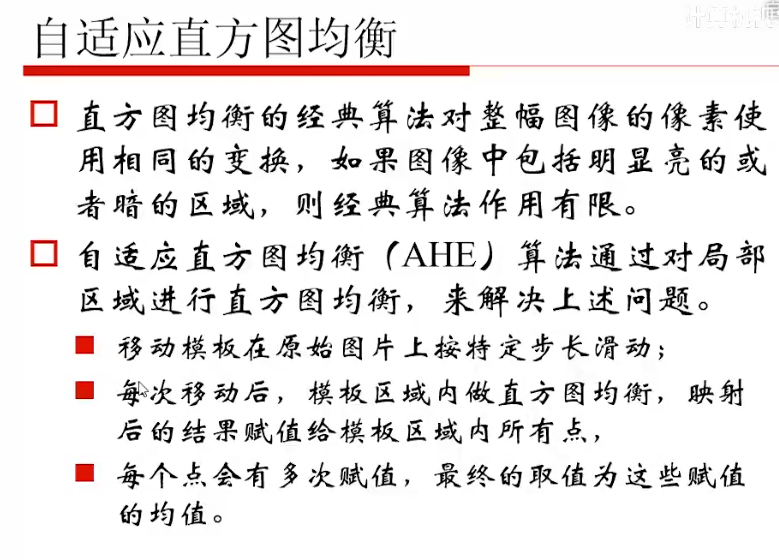 自适应直方图均衡
直方图均衡的经典算法对整幅图像的像素使
用相同的变换，如果图像中包括明显亮的或
者暗的区域，则经典算法作用有限。
自适应直方图均衡（AHE）算法通过对局部
区域进行直方图均衡，来解决上述问题。
移动模板在原始图片上按特定步长滑动；
每次移动后，模板区域内做直方图均衡，映射
后的结果赋值给模板区域内所有点，
每个点会有多次赋值，最终的取值为这些赋值
的均值。